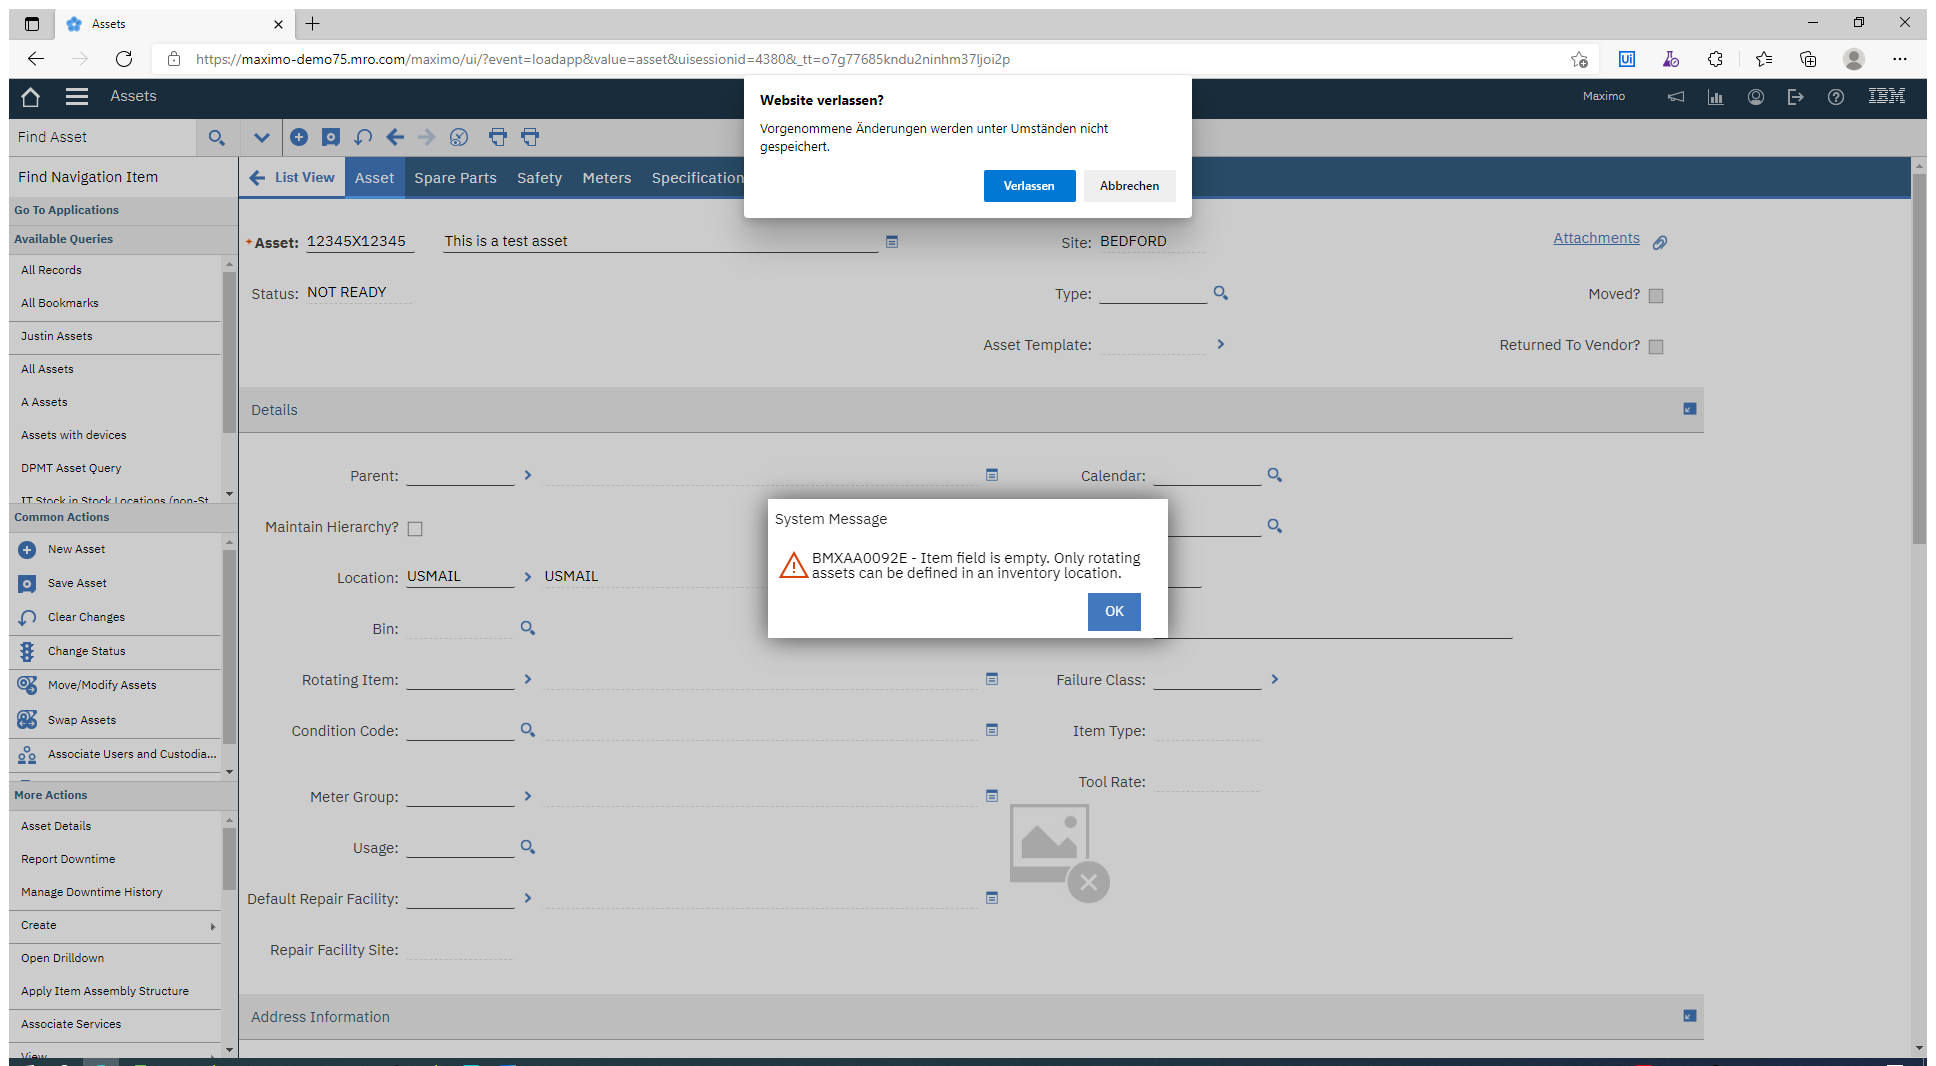 Assets
https://maximo-demo75.mro.com/maximo/ui/?event=loadapp&value=asset&uisessionid=4380&_tt=o7g77685kndu2ninhm37ljoi2p
Assets
Maximo
IBM
Website verlassen?
Vorgenommene Änderungen werden unter Umständen nicht
gespeichert.
Verlassen
Abbrechen
Find Asset
Find Navigation Item
Go To Applications
Available Queries
All Records
All Bookmarks
Justin Assets
All Assets
A Assets
Assets with devices
DPMT Asset Query
IT Stock in Stock Locations (non-St
Common Actions
New Asset
Save Asset
Clear Changes
Change Status
Move/Modify Assets
Swap Assets
Associate Users and Custodia...
More Actions
Asset Details
Report Downtime
Manage Downtime History
Create
Open Drilldown
Apply Item Assembly Structure
Associate Services
View
List View
Asset
Spare Parts
Safety
Meters
Specification
Asset: 12345X12345
This is a test asset
Site: BEDFORD
Attachments
Status: NOT READY
Type:
Moved?
Asset Template:
Returned To Vendor?
Details
Parent:
Calendar:
Maintain Hierarchy?
Location: USMAIL
USMAIL
System Message
BMXAA0092E - Item field is empty. Only rotating
assets can be defined in an inventory location.
OK
Bin:
Rotating Item:
Failure Class:
Condition Code:
Item Type:
Tool Rate:
Meter Group:
Usage:
Default Repair Facility:
Repair Facility Site:
Address Information